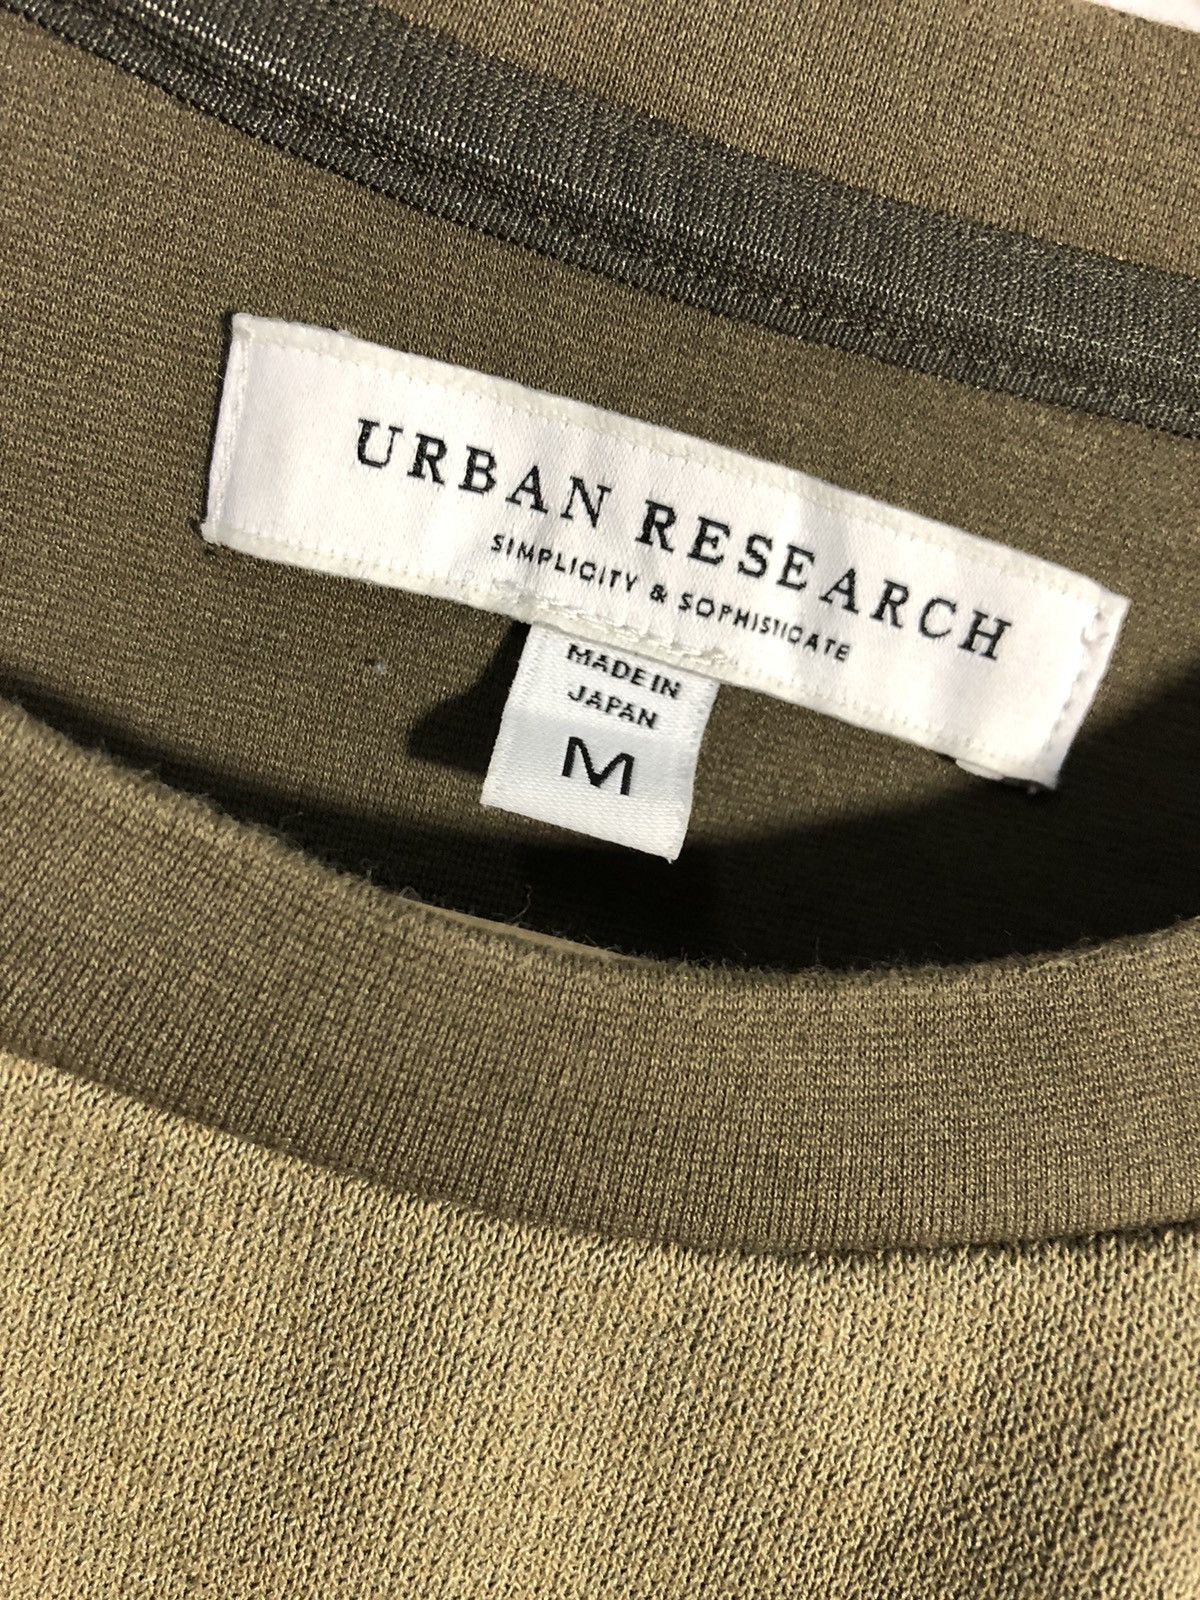 URBAN RESEARCH
SIMPLICITY & SOPHISTICATE
MADE IN
JAPAN
M